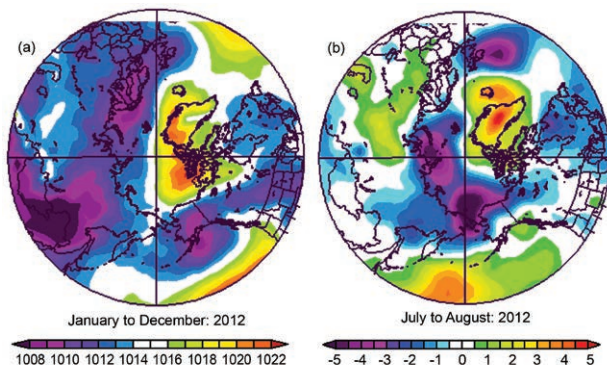 (a)
(b)
January to December: 2012
July to August: 2012
1008 1010 1012 1014 1016 1018 1020 1022
-5 -4 -3 -2 -1 0 1 2 3 4 5